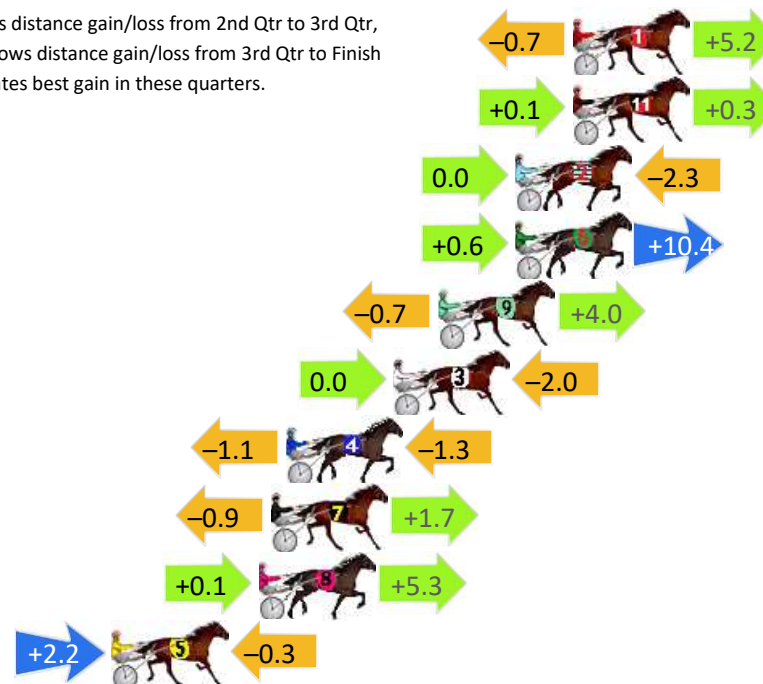 s distance gain/loss from 2nd Qtr to 3rd Qtr,
ows distance gain/loss from 3rd Qtr to Finish
tes best gain in these quarters.
–0.7 1 +5.2
+0.1 11 +0.3
0.0 2 –2.3
+0.6 6 +10.4
–0.7 9 +4.0
0.0 3 –2.0
–1.1 4 –1.3
–0.9 7 +1.7
+0.1 8 +5.3
+2.2 5 –0.3